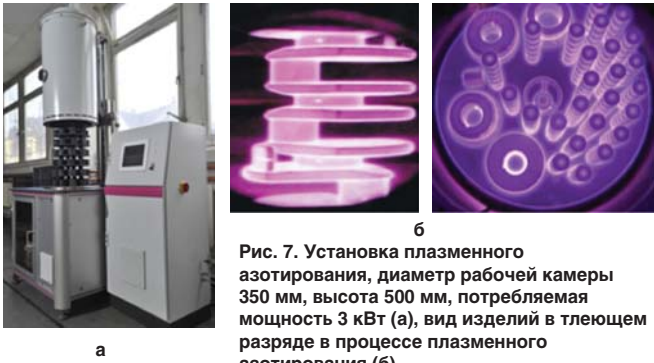 б
Рис. 7. Установка плазменного
азотирования, диаметр рабочей камеры
350 мм, высота 500 мм, потребляемая
мощность 3 кВт (а), вид изделий в тлеющем
разряде в процессе плазменного
азотирования (б)
а